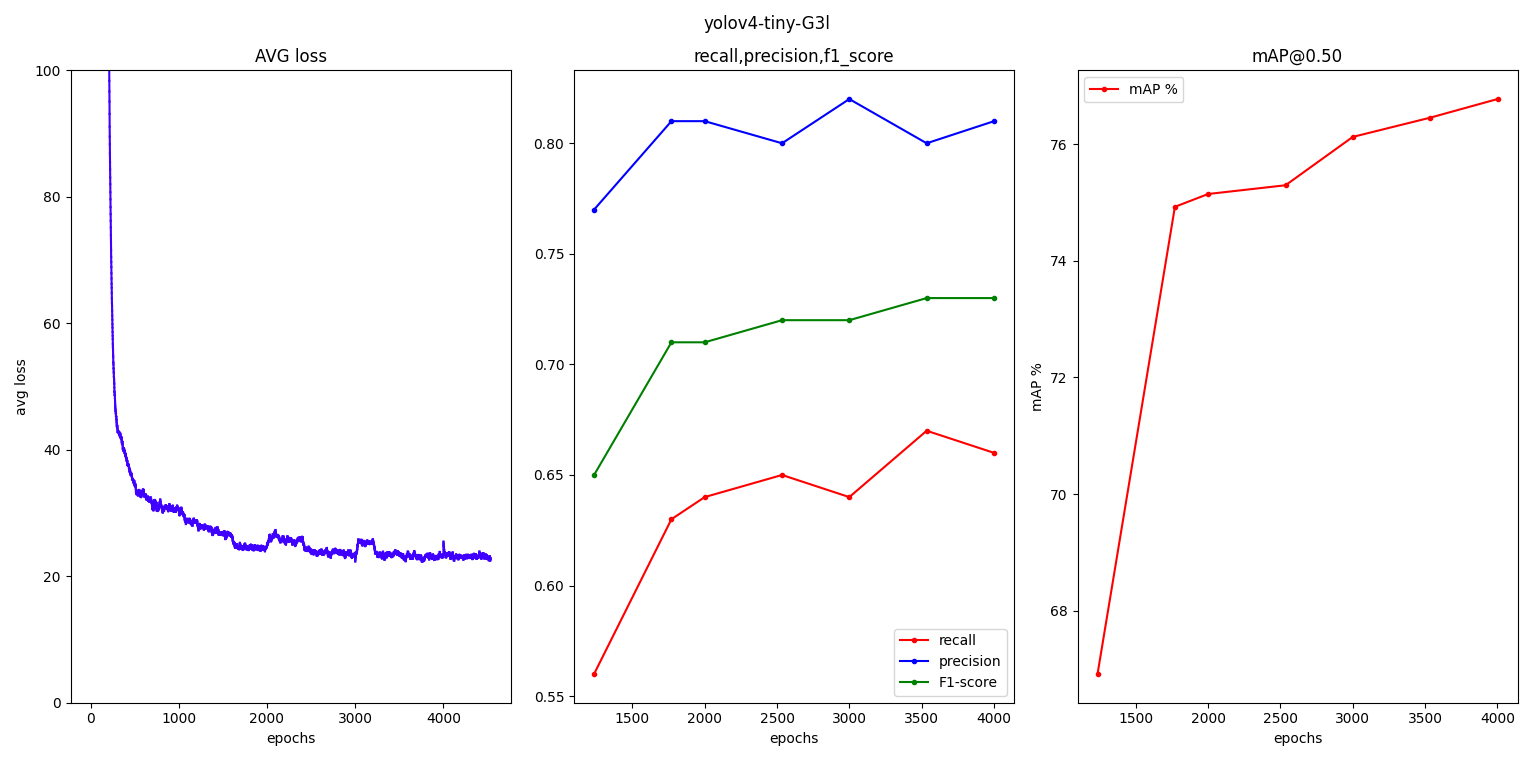 yolov4-tiny-G3l
AVG loss
100
80
60
40
20
0
avg loss
0 1000 2000 3000 4000
epochs
recall,precision,f1_score
0.80
0.75
0.70
0.65
0.60
0.55
recall
precision
F1-score
1500 2000 2500 3000 3500 4000
epochs
mAP@0.50
mAP %
76
74
72
70
68
mAP %
1500 2000 2500 3000 3500 4000
epochs